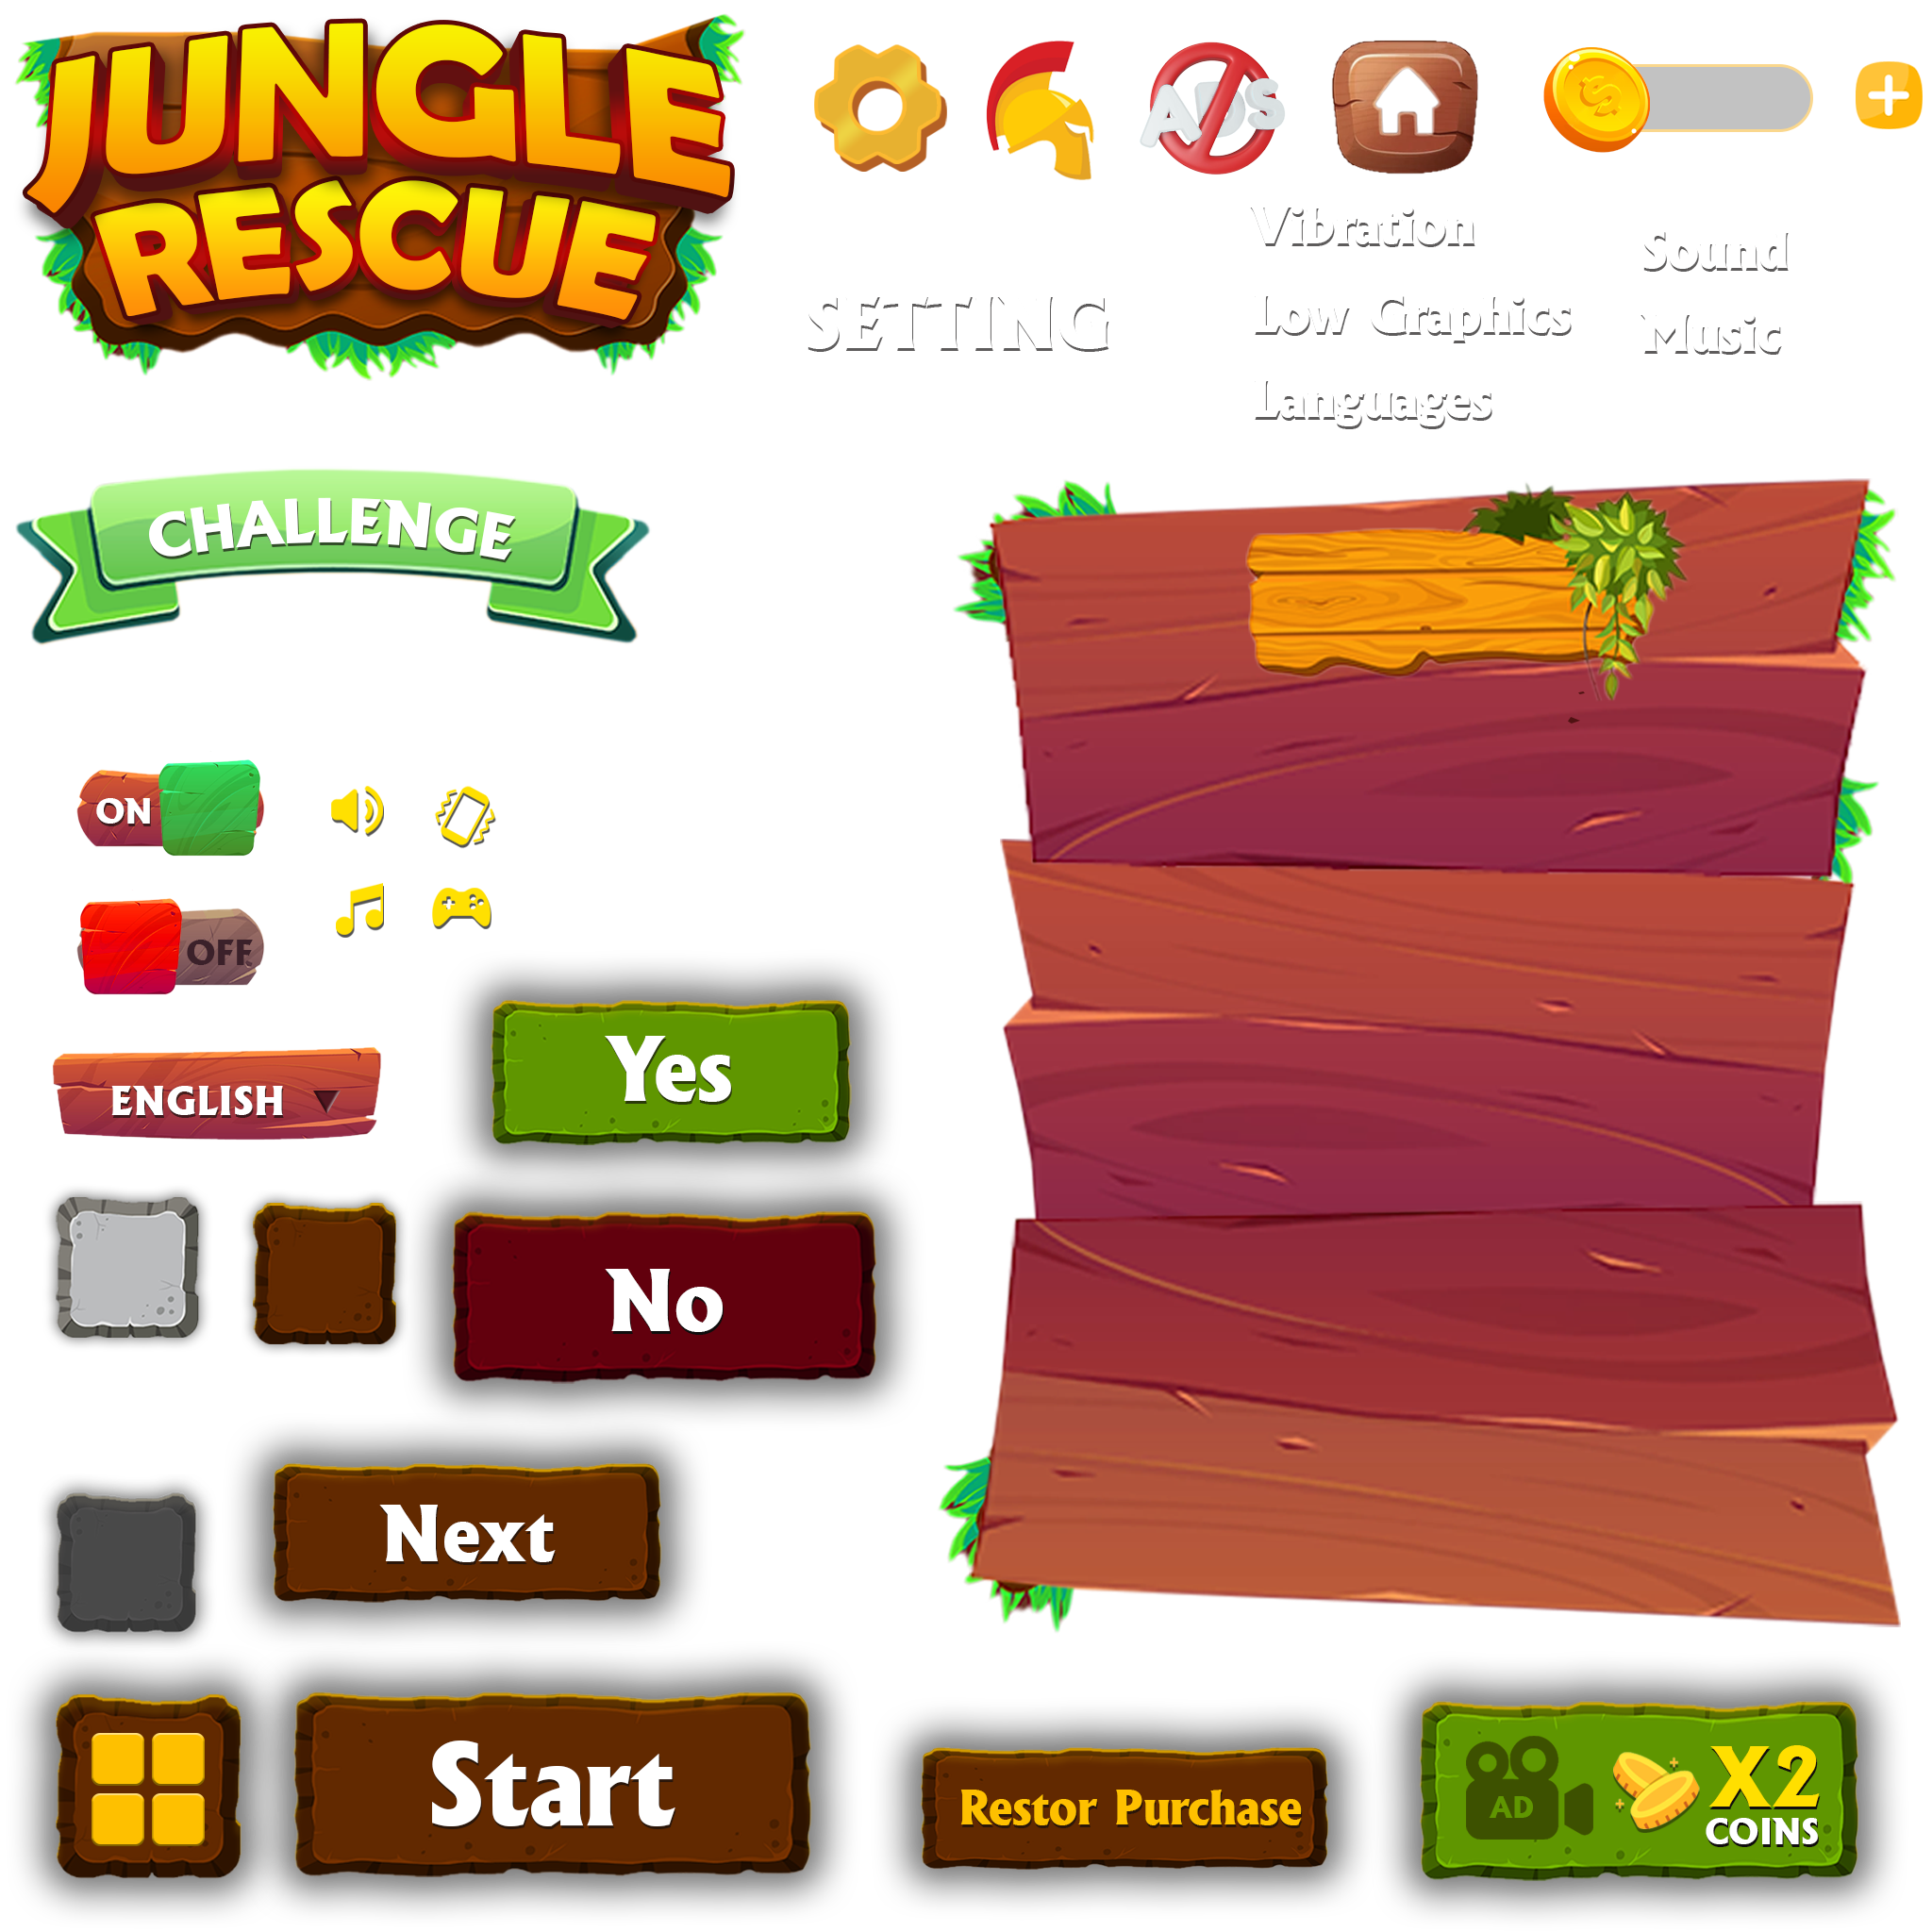 JUNGLE
RESCUE
ADS
Vibration
Sound
SETTING
Low Graphics
Music
Languages
CHALLENGE
ON
OFF
Yes
ENGLISH
No
Next
Start
Restor Purchase
AD
X2
COINS